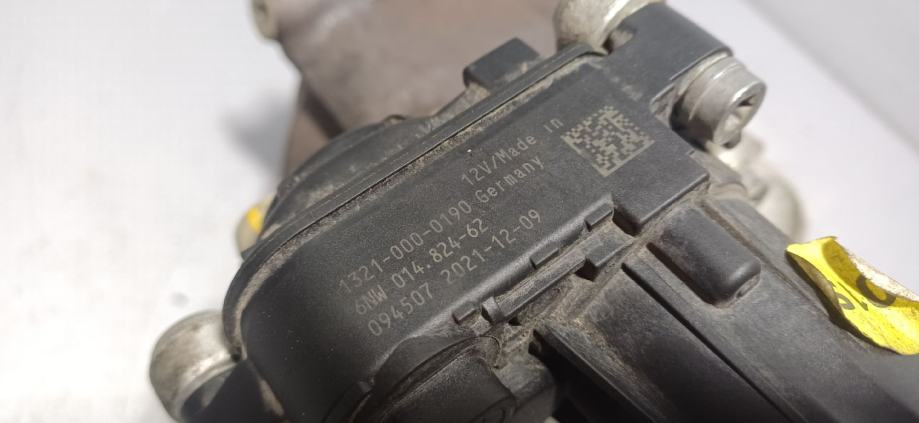 12V/Made in
1321-000-0190 Germany
6NW 014.824-62
094507 2021-12-09